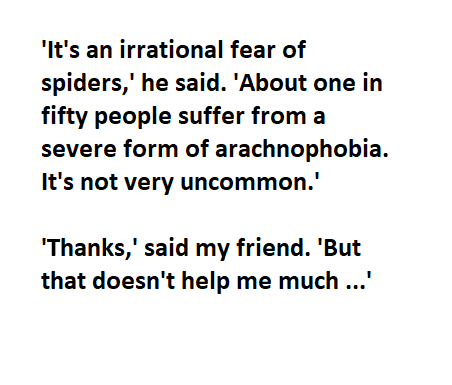 'It's an irrational fear of
spiders,' he said. 'About one in
fifty people suffer from a
severe form of arachnophobia.
It's not very uncommon.'
'Thanks,' said my friend. 'But
that doesn't help me much ...'